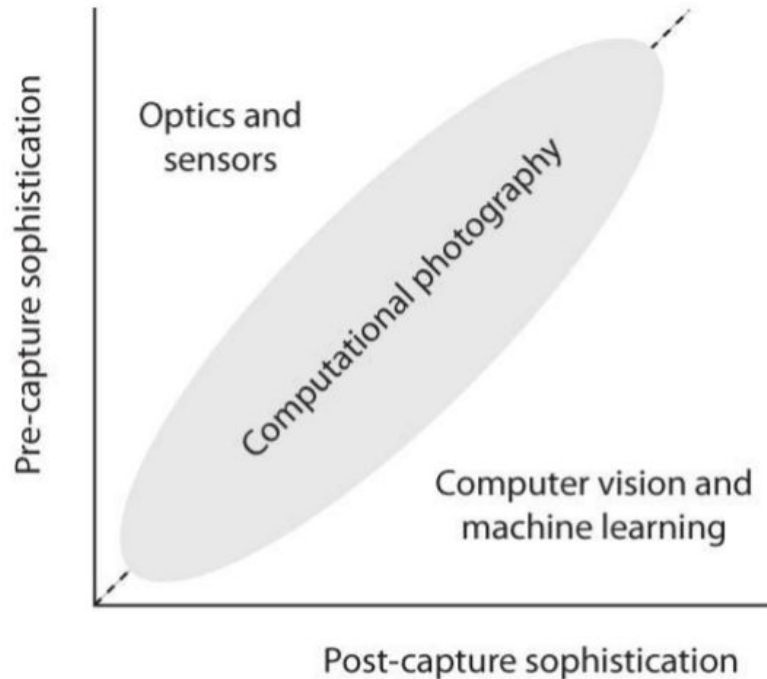 Pre-capture sophistication
Optics and
sensors
Computational photography
Computer vision and
machine learning
Post-capture sophistication